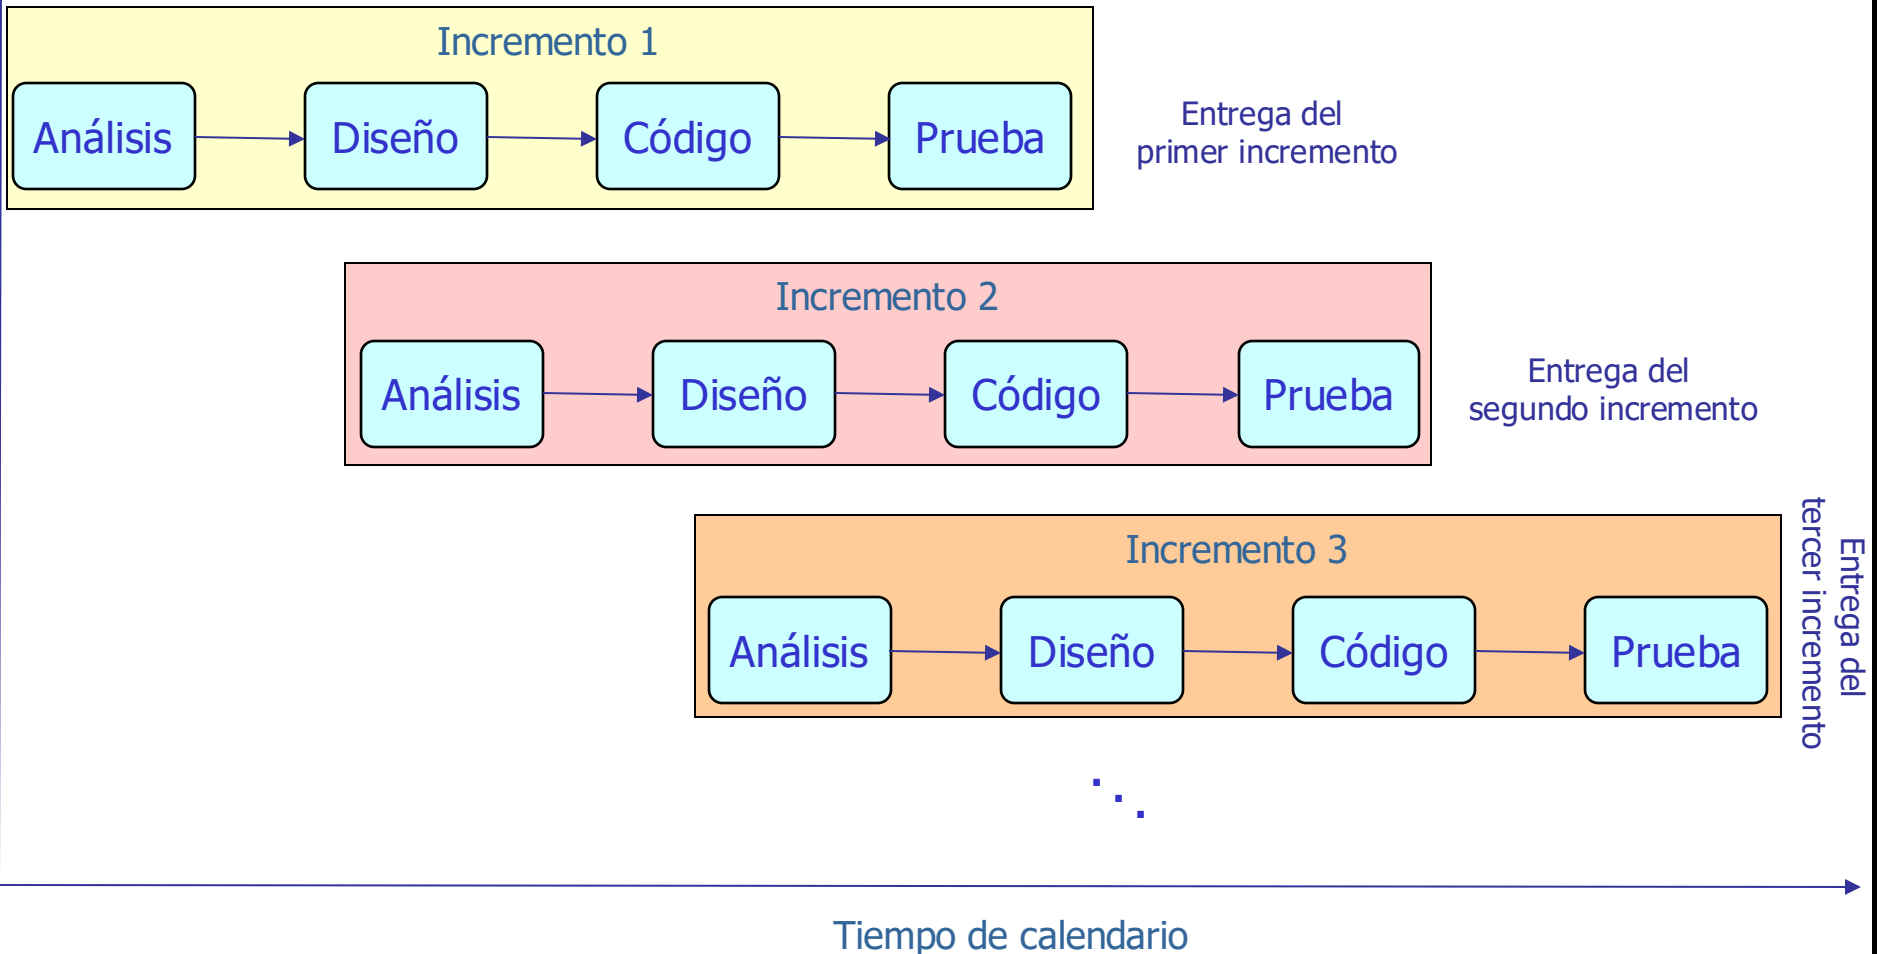 Incremento 1
Análisis
Diseño
Código
Prueba
Entrega del
primer incremento
Incremento 2
Análisis
Diseño
Código
Prueba
Entrega del
segundo incremento
Incremento 3
Análisis
Diseño
Código
Prueba
Entrega del
tercer incremento
Tiempo de calendario